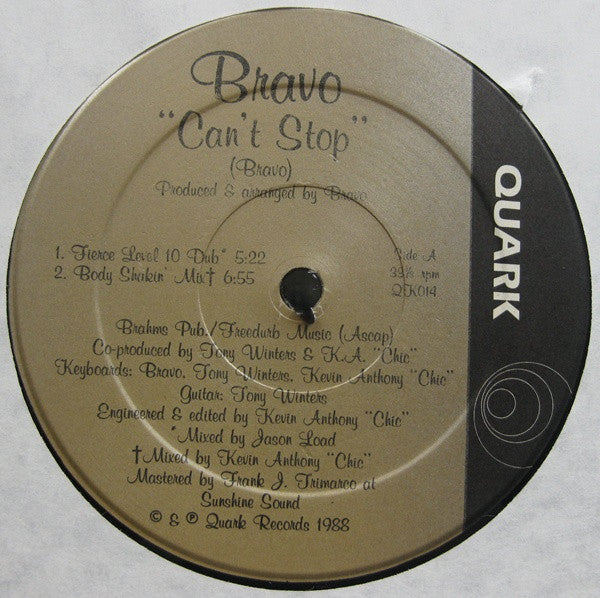 Bravo
"Can't Stop"
(Bravo)
Produced & arranged by Bravo
1. Fierce Level 10 Dub* 5:22
2. Body Shakin' Mix† 6:55
Side A
33⅓ rpm
QK014
QUARK
Brahms Pub./Freedurb Music (Ascap)
Co-produced by Tony Winters & K.A. "Chic"
Keyboards: Bravo, Tony Winters, Kevin Anthony "Chic"
Guitar: Tony Winters
Engineered & edited by Kevin Anthony "Chic"
*Mixed by Jason Load
†Mixed by Kevin Anthony "Chic"
Mastered by Frank J. Trimarco at
Sunshine Sound
© & ℗ Quark Records 1988